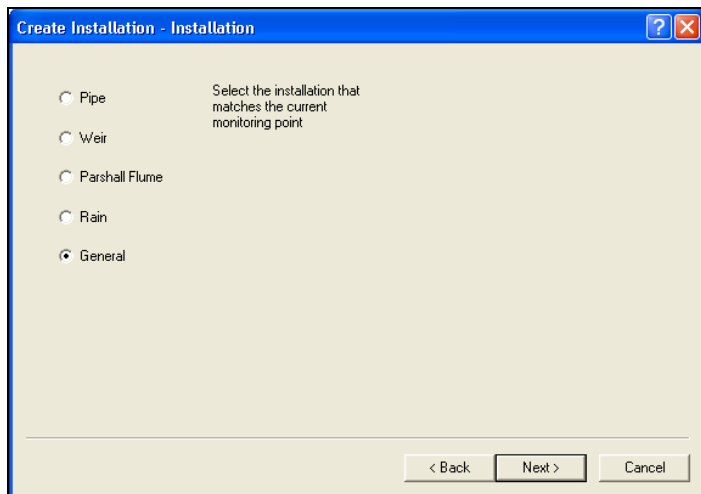 Create Installation - Installation
?
Pipe
Select the installation that
matches the current
monitoring point
Weir
Parshall Flume
Rain
General
< Back
Next >
Cancel